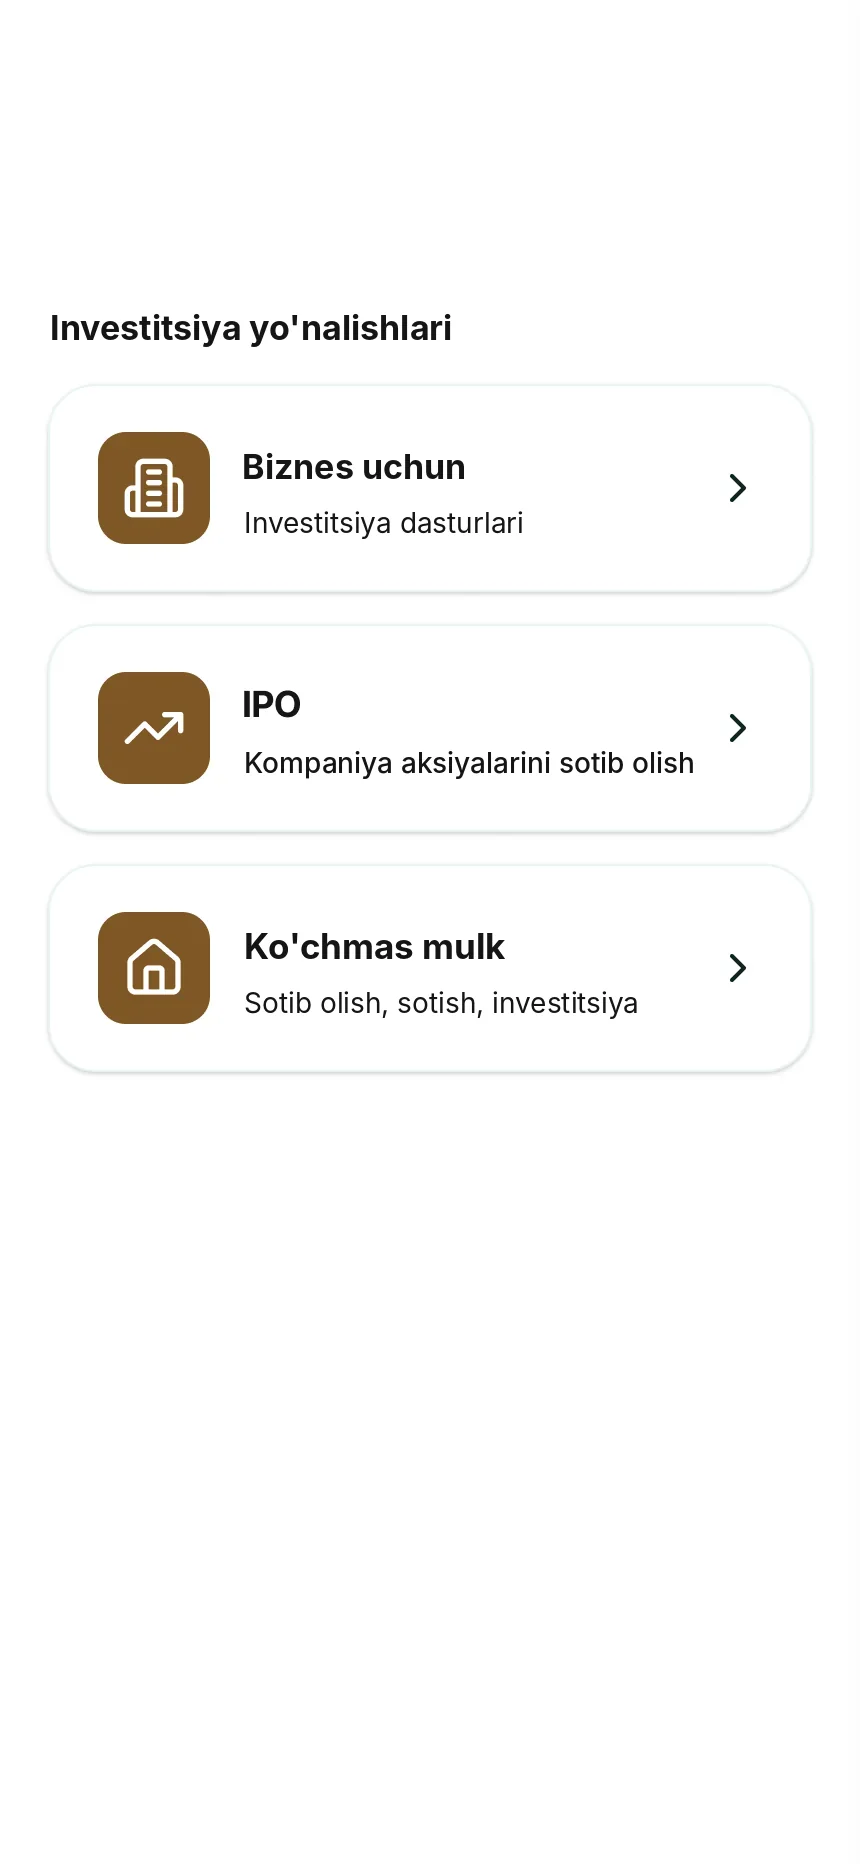 Investitsiya yo'nalishlari
Biznes uchun
Investitsiya dasturlari
IPO
Kompaniya aksiyalarini sotib olish
Ko'chmas mulk
Sotib olish, sotish, investitsiya